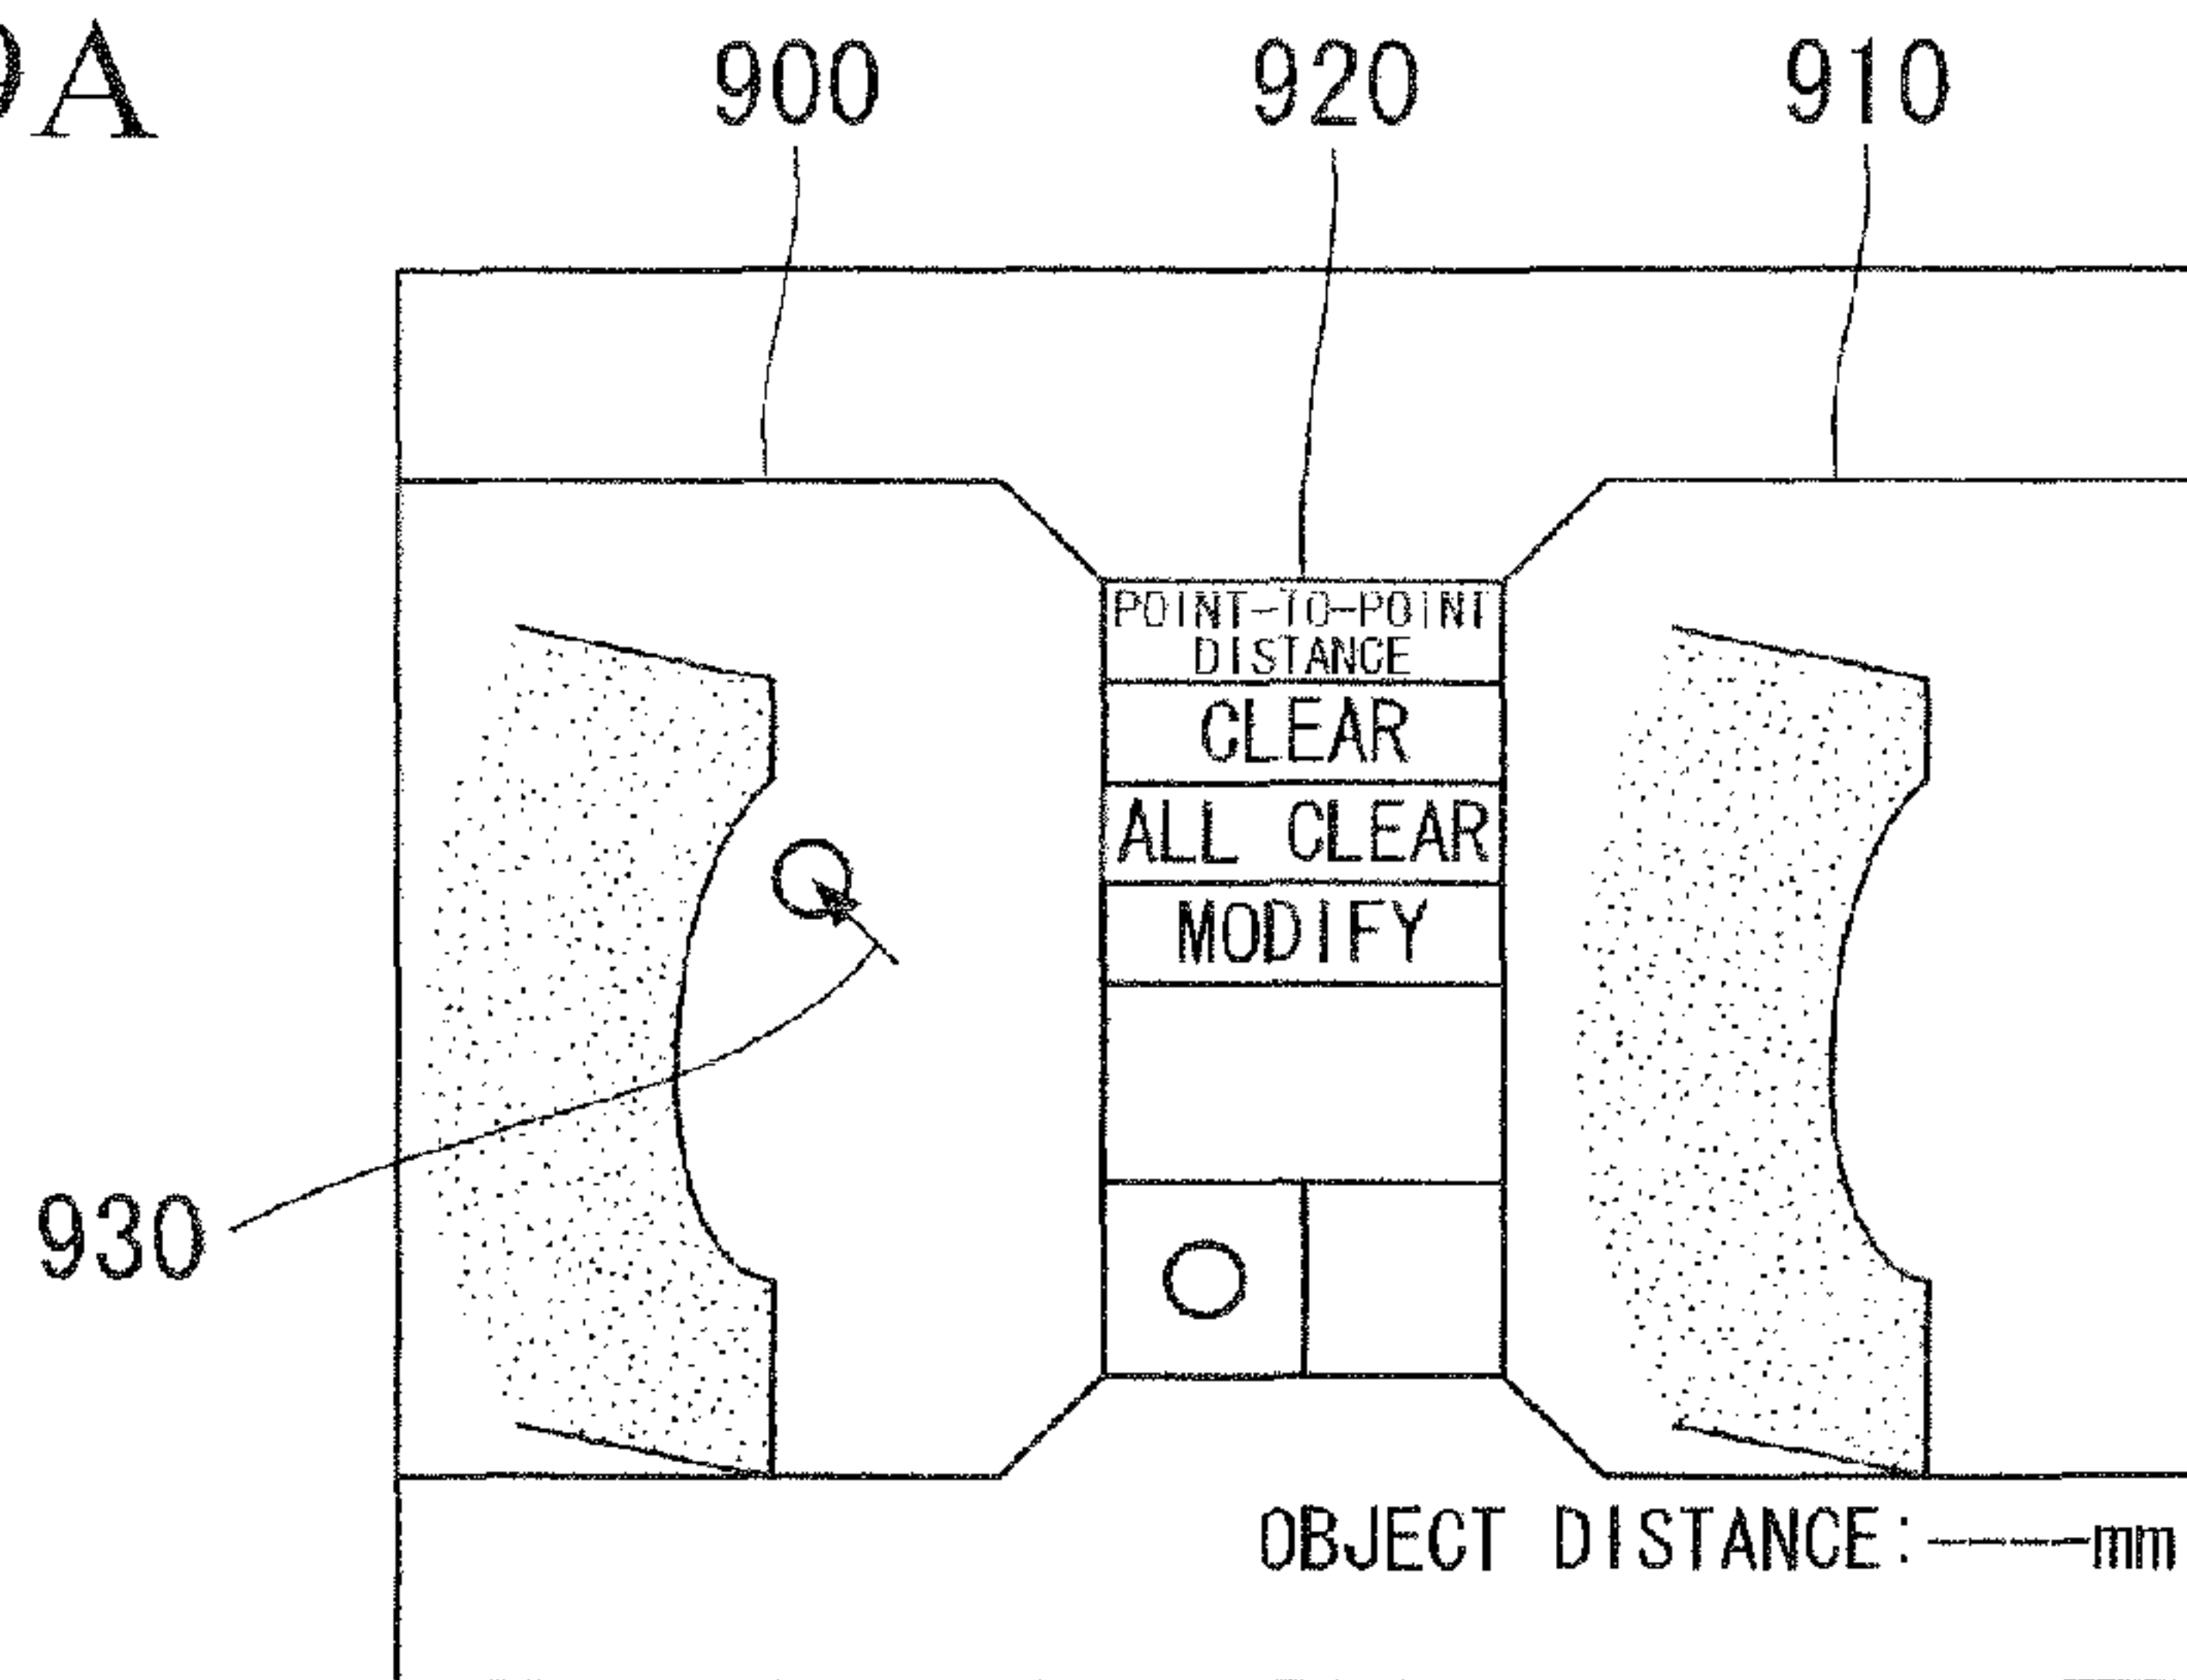 9A
900 920 910
POINT-TO-POINT
DISTANCE
CLEAR
ALL CLEAR
MODIFY
930
OBJECT DISTANCE:-----mm